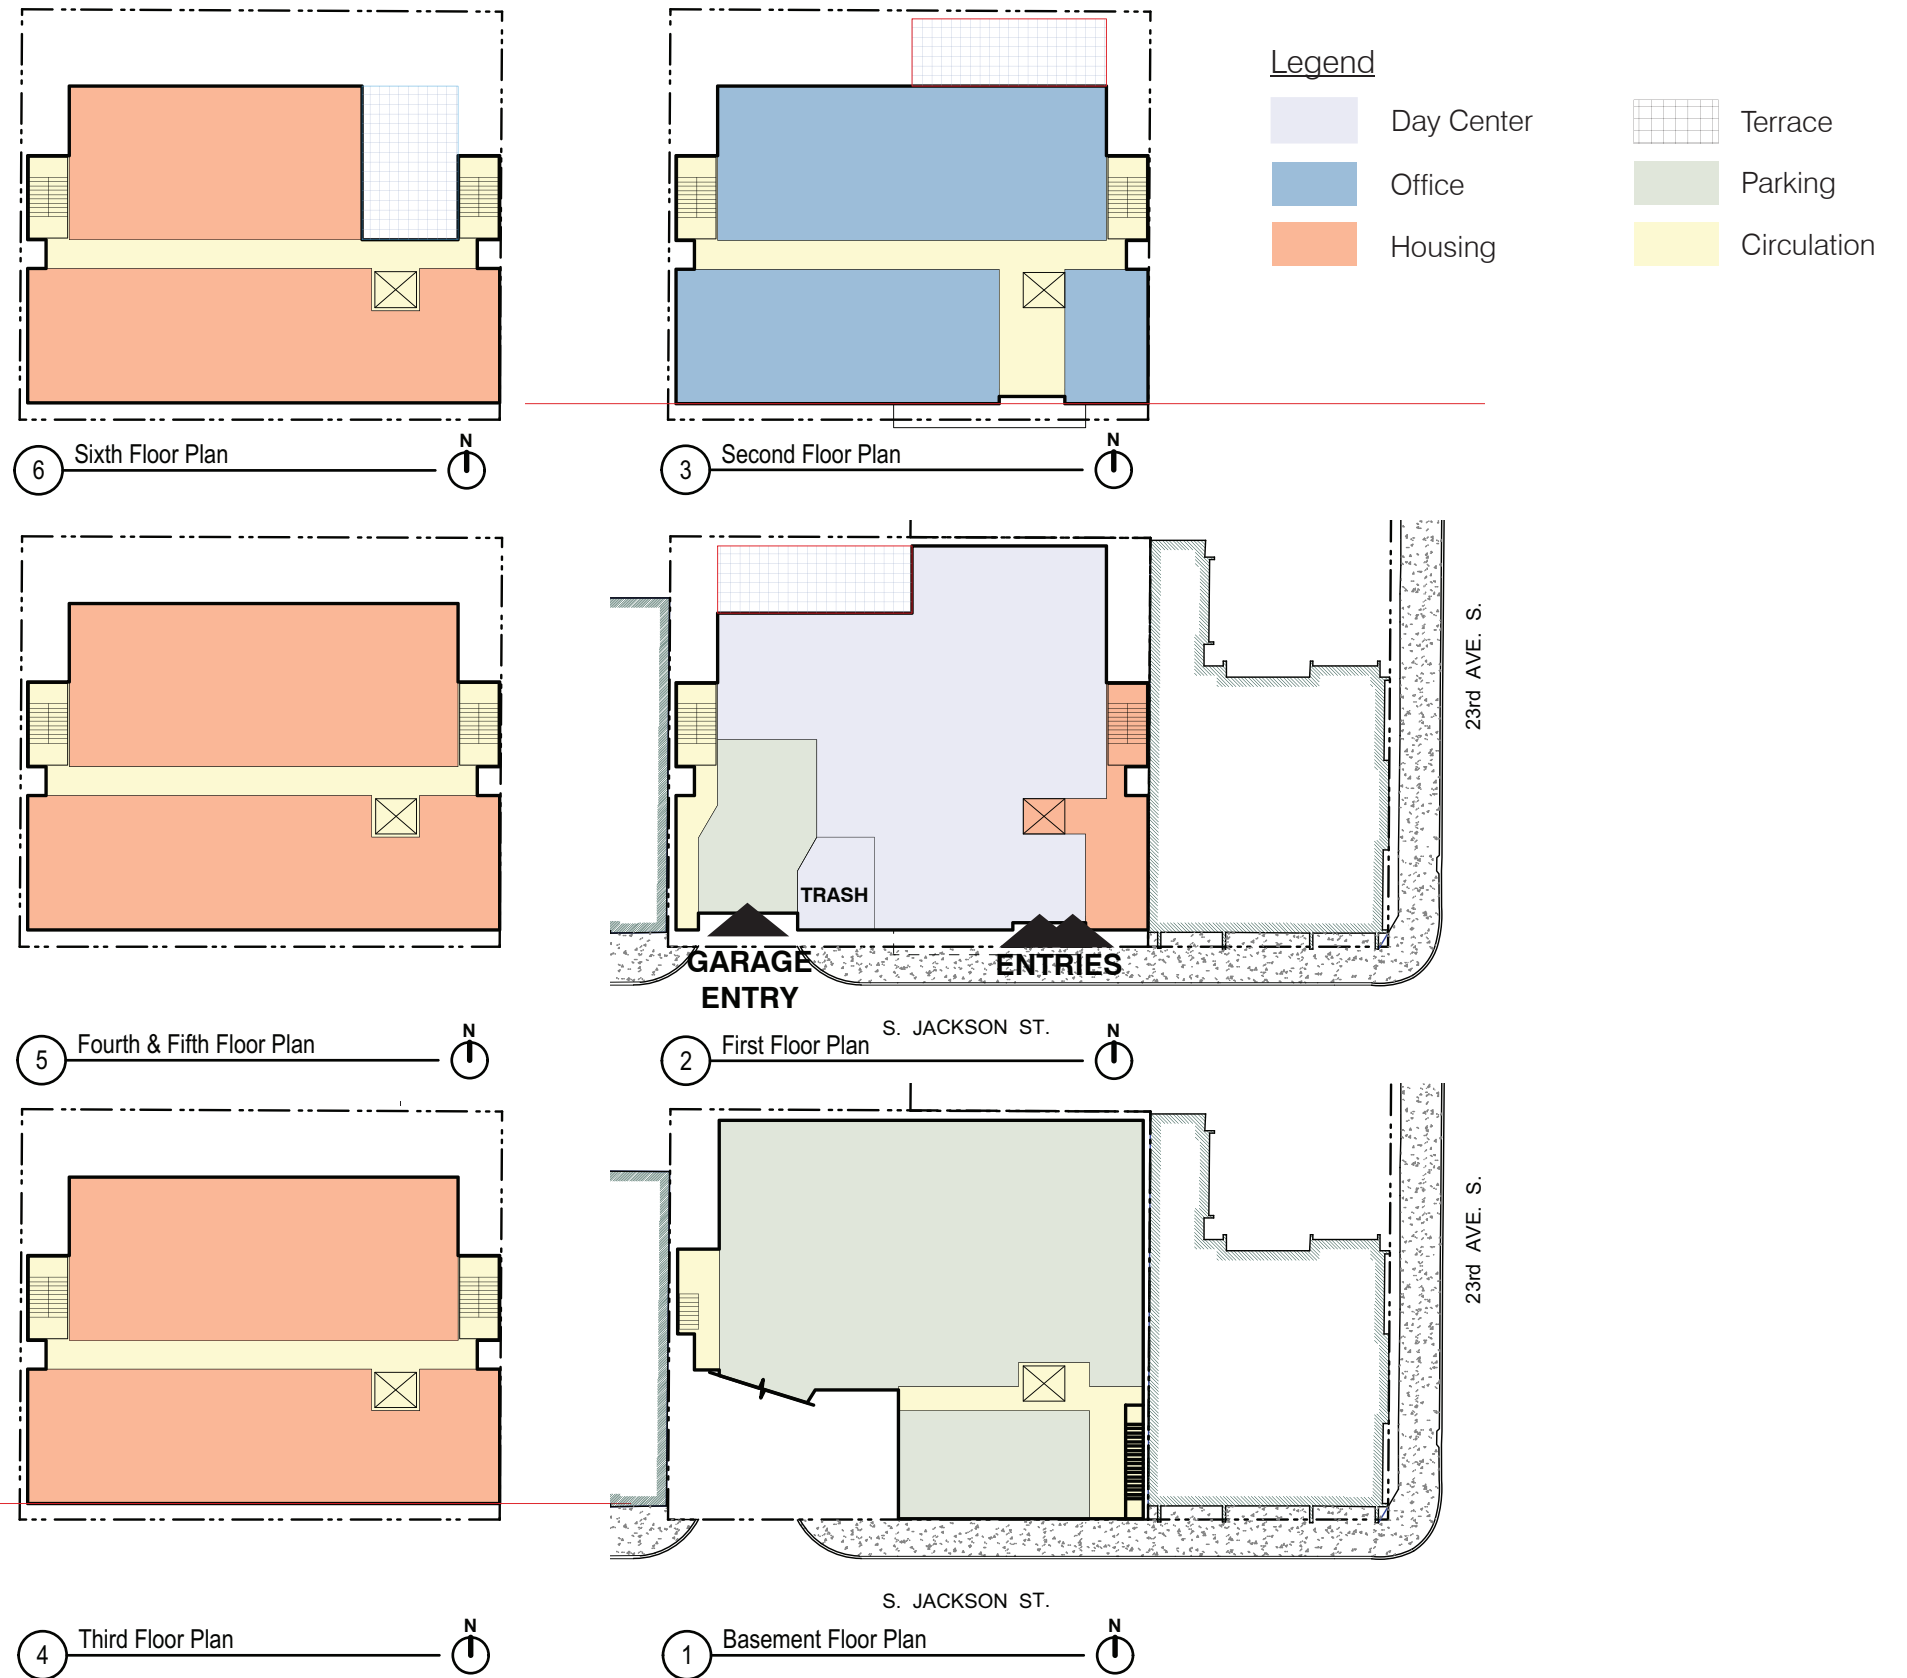 Legend
Day Center
Terrace
Office
Parking
Housing
Circulation
6 Sixth Floor Plan N
3 Second Floor Plan N
23rd AVE. S.
TRASH
GARAGE
ENTRY
ENTRIES
S. JACKSON ST.
5 Fourth & Fifth Floor Plan N
2 First Floor Plan N
23rd AVE. S.
S. JACKSON ST.
4 Third Floor Plan N
1 Basement Floor Plan N